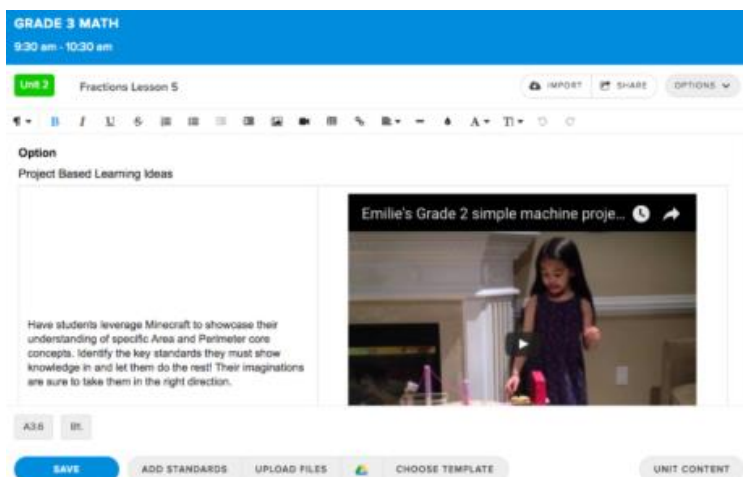 GRADE 3 MATH
9:30 am - 10:30 am
Unit 2 Fractions Lesson 5 IMPORT SHARE OPTIONS
Option
Project Based Learning Ideas
Emilie's Grade 2 simple machine proje...
Have students leverage Minecraft to showcase their
understanding of specific Area and Perimeter core
concepts. Identify the key standards they must show
knowledge in and let them do the rest! Their imaginations
are sure to take them in the right direction.
SAVE ADD STANDARDS UPLOAD FILES CHOOSE TEMPLATE UNIT CONTENT